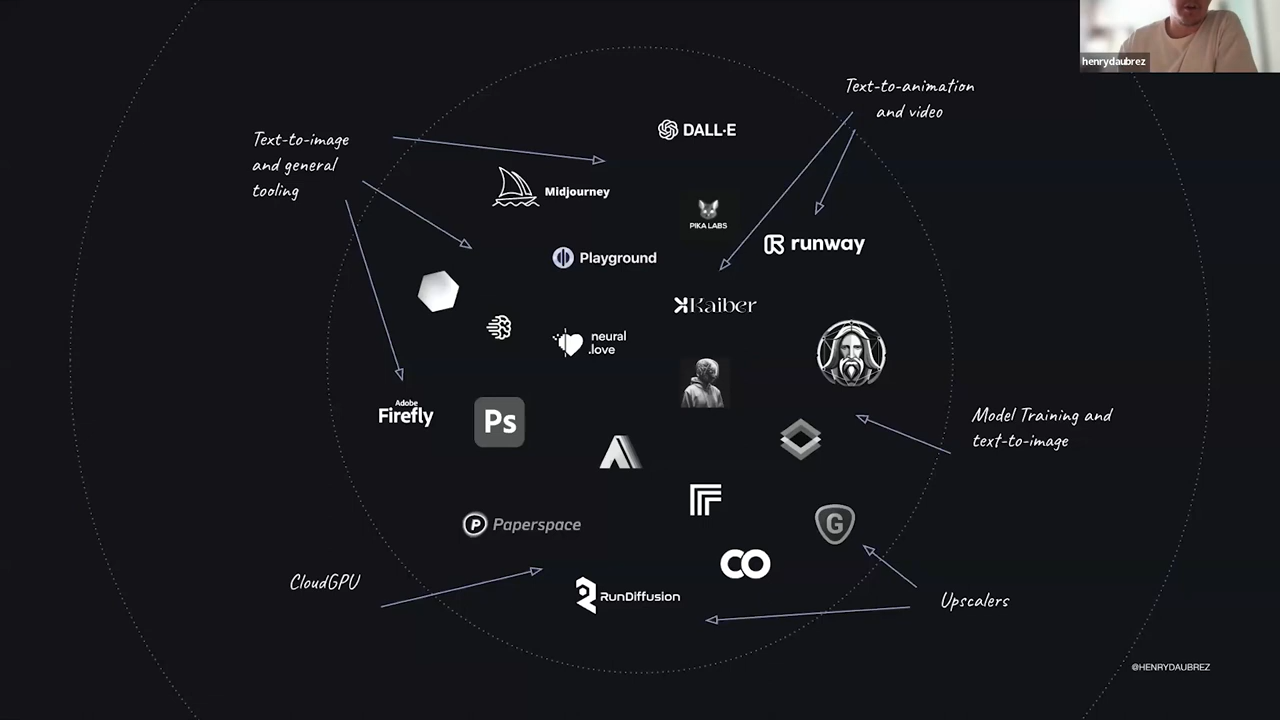 henrydaubrez
Text-to-animation
and video
DALL·E
Text-to-image
and general
tooling
Midjourney
PIKA LABS
runway
Playground
Kaiber
neural
.love
Adobe
Firefly
Ps
Model Training and
text-to-image
Paperspace
G
CloudGPU
RunDiffusion
Upscalers
@HENRYDAUBREZ